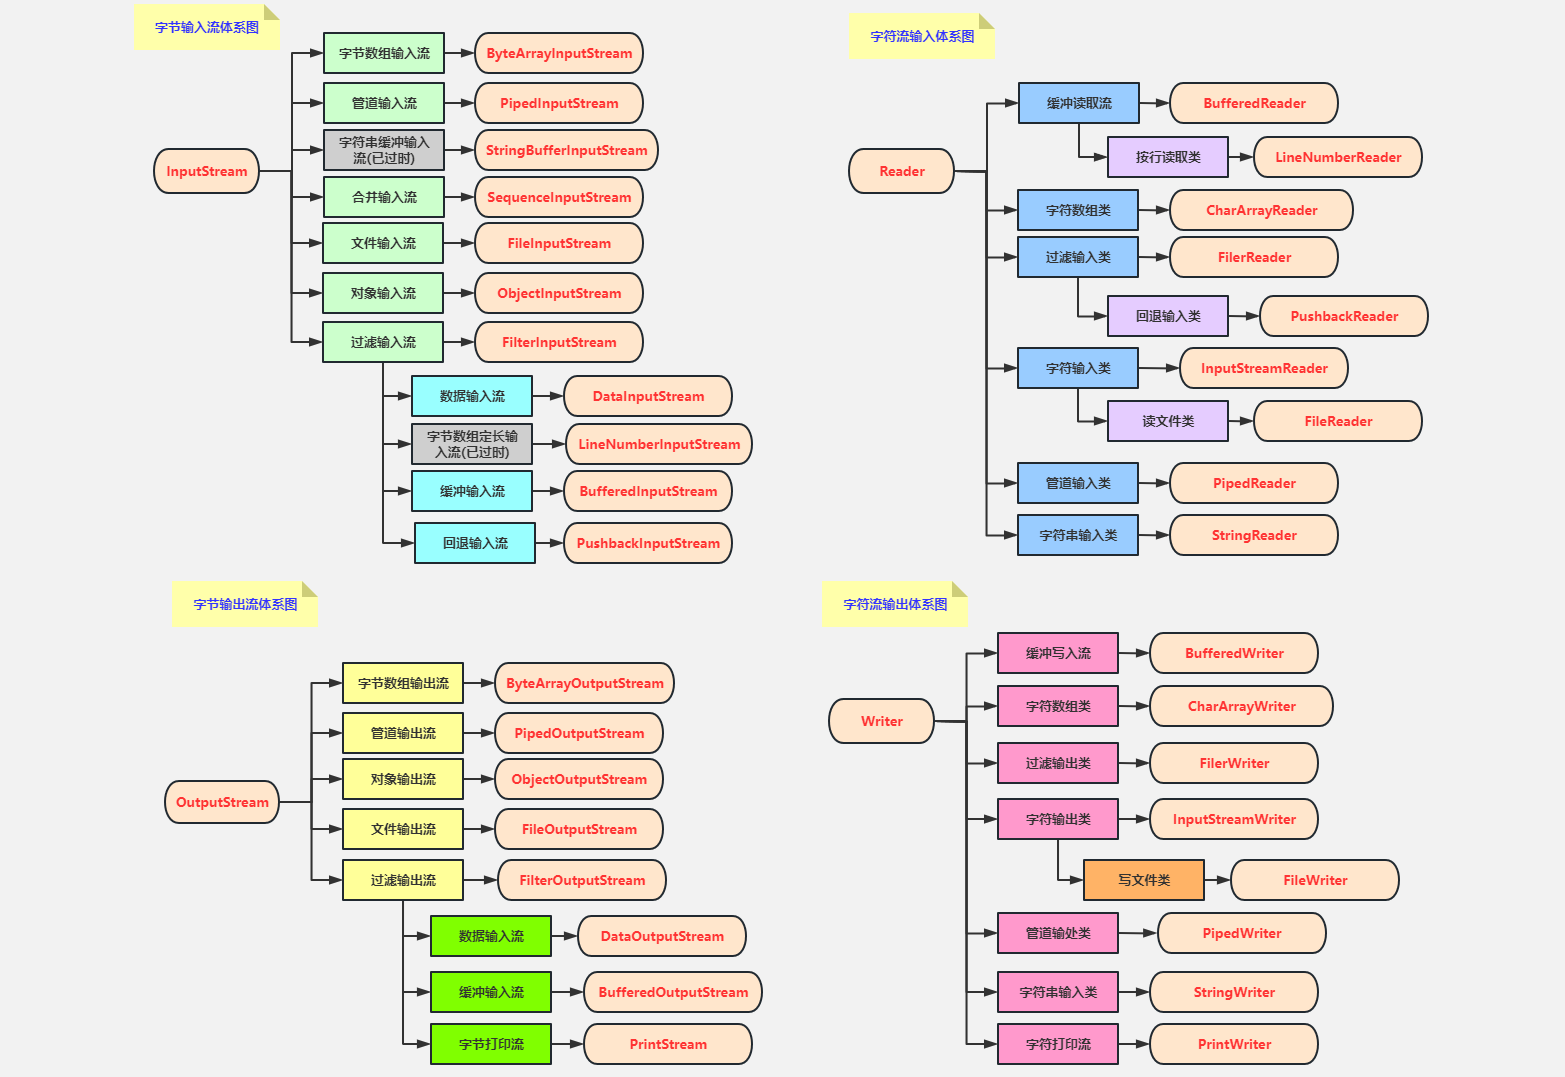 字节输入流体系图
InputStream
字节数组输入流
ByteArrayInputStream
管道输入流
PipedInputStream
字符串缓冲输入
流(已过时)
StringBufferInputStream
合并输入流
SequenceInputStream
文件输入流
FileInputStream
对象输入流
ObjectInputStream
过滤输入流
FilterInputStream
数据输入流
DataInputStream
字节数组定长输
入流(已过时)
LineNumberInputStream
缓冲输入流
BufferedInputStream
回退输入流
PushbackInputStream
字符流输入体系图
Reader
缓冲读取流
BufferedReader
按行读取类
LineNumberReader
字符数组类
CharArrayReader
过滤输入类
FilerReader
回退输入类
PushbackReader
字符输入类
InputStreamReader
读文件类
FileReader
管道输入类
PipedReader
字符串输入类
StringReader
字节输出流体系图
OutputStream
字节数组输出流
ByteArrayOutputStream
管道输出流
PipedOutputStream
对象输出流
ObjectOutputStream
文件输出流
FileOutputStream
过滤输出流
FilterOutputStream
数据输入流
DataOutputStream
缓冲输入流
BufferedOutputStream
字节打印流
PrintStream
字符流输出体系图
Writer
缓冲写入流
BufferedWriter
字符数组类
CharArrayWriter
过滤输出类
FilerWriter
字符输出类
InputStreamWriter
写文件类
FileWriter
管道输处类
PipedWriter
字符串输入类
StringWriter
字符打印流
PrintWriter